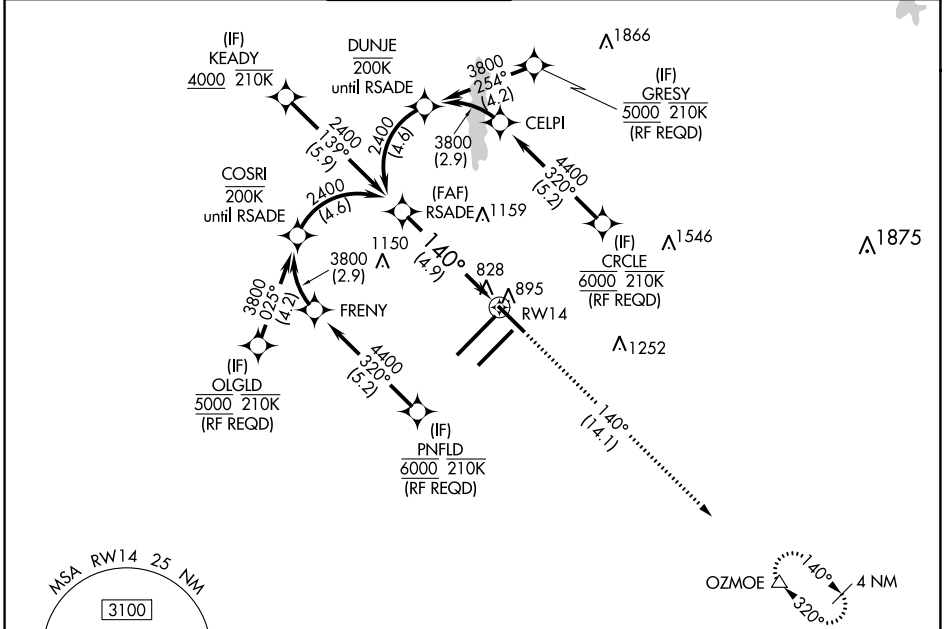 (IF)
KEADY
4000 210K
DUNJE
200K
until RSADE
1866
3800
254°
(4.2)
(IF)
GRESY
5000 210K
(RF REQD)
CELPI
3800
(2.9)
2400
(4.6)
2400
139°
(5.9)
4400
320°
(5.2)
COSRI
200K
until RSADE
2400
(4.6)
(FAF)
RSADE
1159
1150
140°
(4.9)
(IF)
CRCLE
6000 210K
(RF REQD)
1546
1875
3800
(2.9)
828
895
RW14
3800
025°
(4.2)
FRENY
1252
(IF)
OLGLD
5000 210K
(RF REQD)
4400
320°
(5.2)
(IF)
PNFLD
6000 210K
(RF REQD)
140°
(14.1)
MSA RW14 25 NM
3100
OZMOE
140°
4 NM
320°